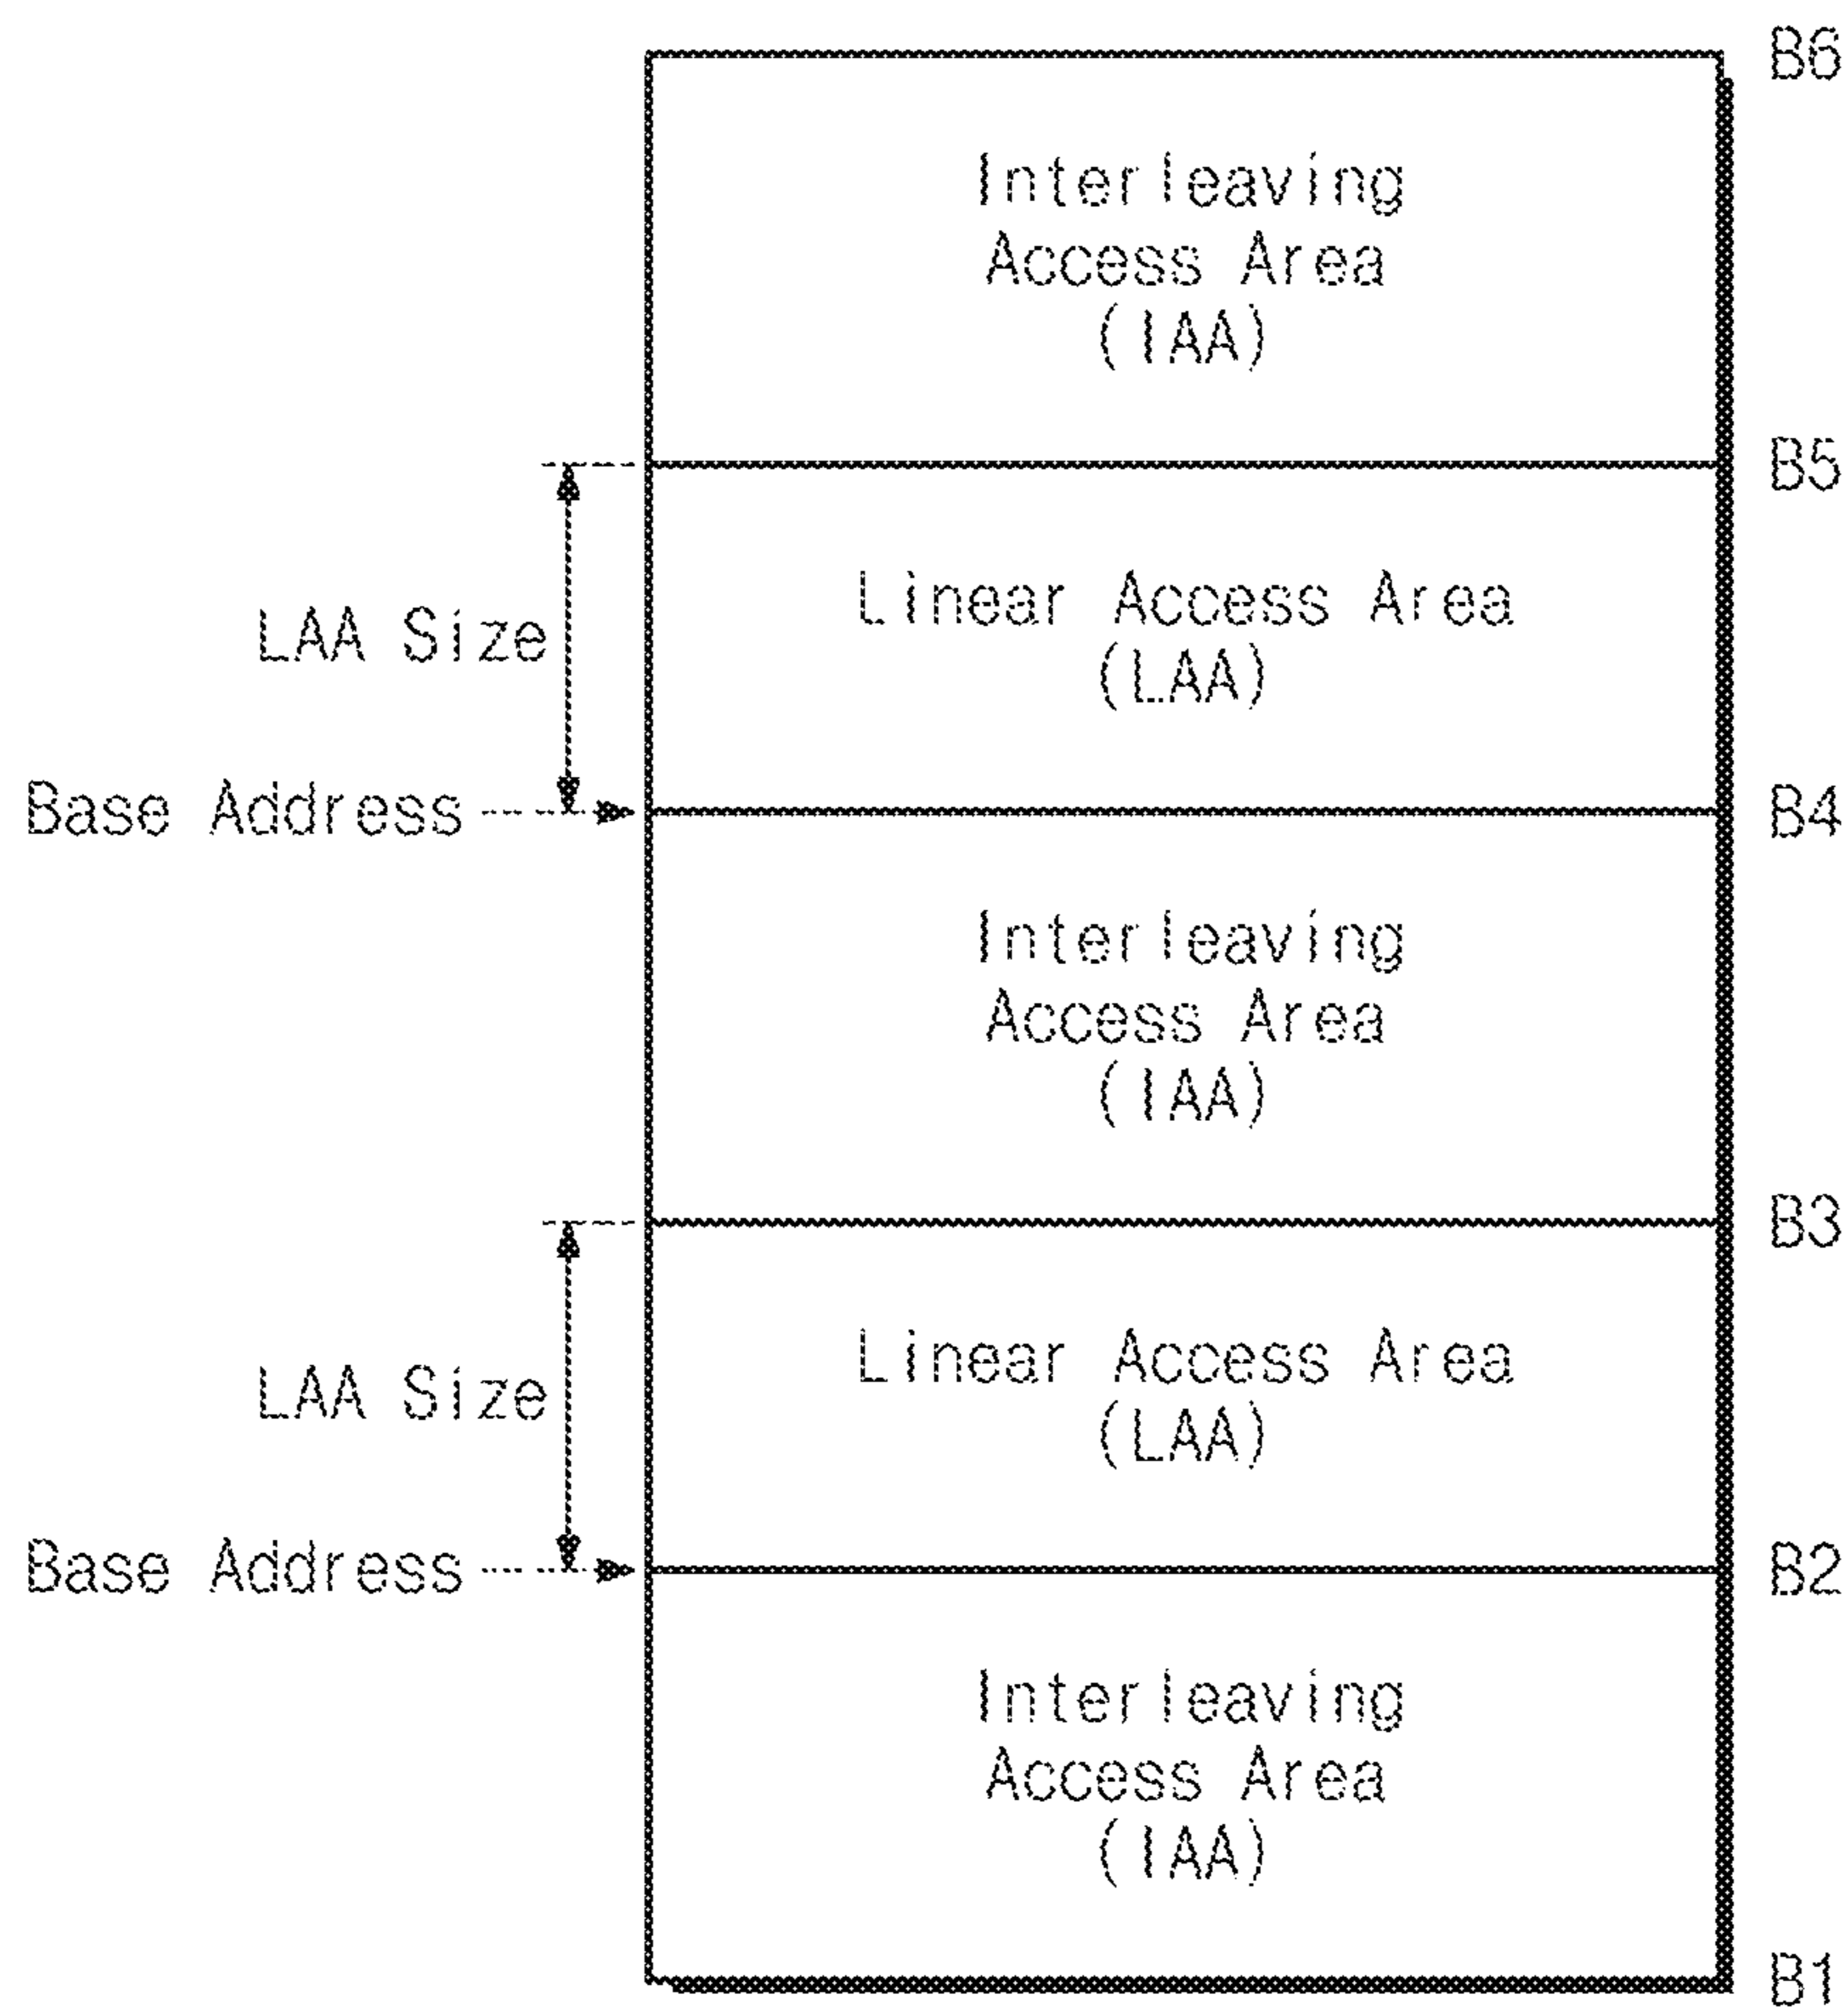 B6
Interleaving
Access Area
(IAA)
B5
Linear Access Area
(LAA)
LAA Size
Base Address
B4
Interleaving
Access Area
(IAA)
B3
Linear Access Area
(LAA)
LAA Size
Base Address
B2
Interleaving
Access Area
(IAA)
B1